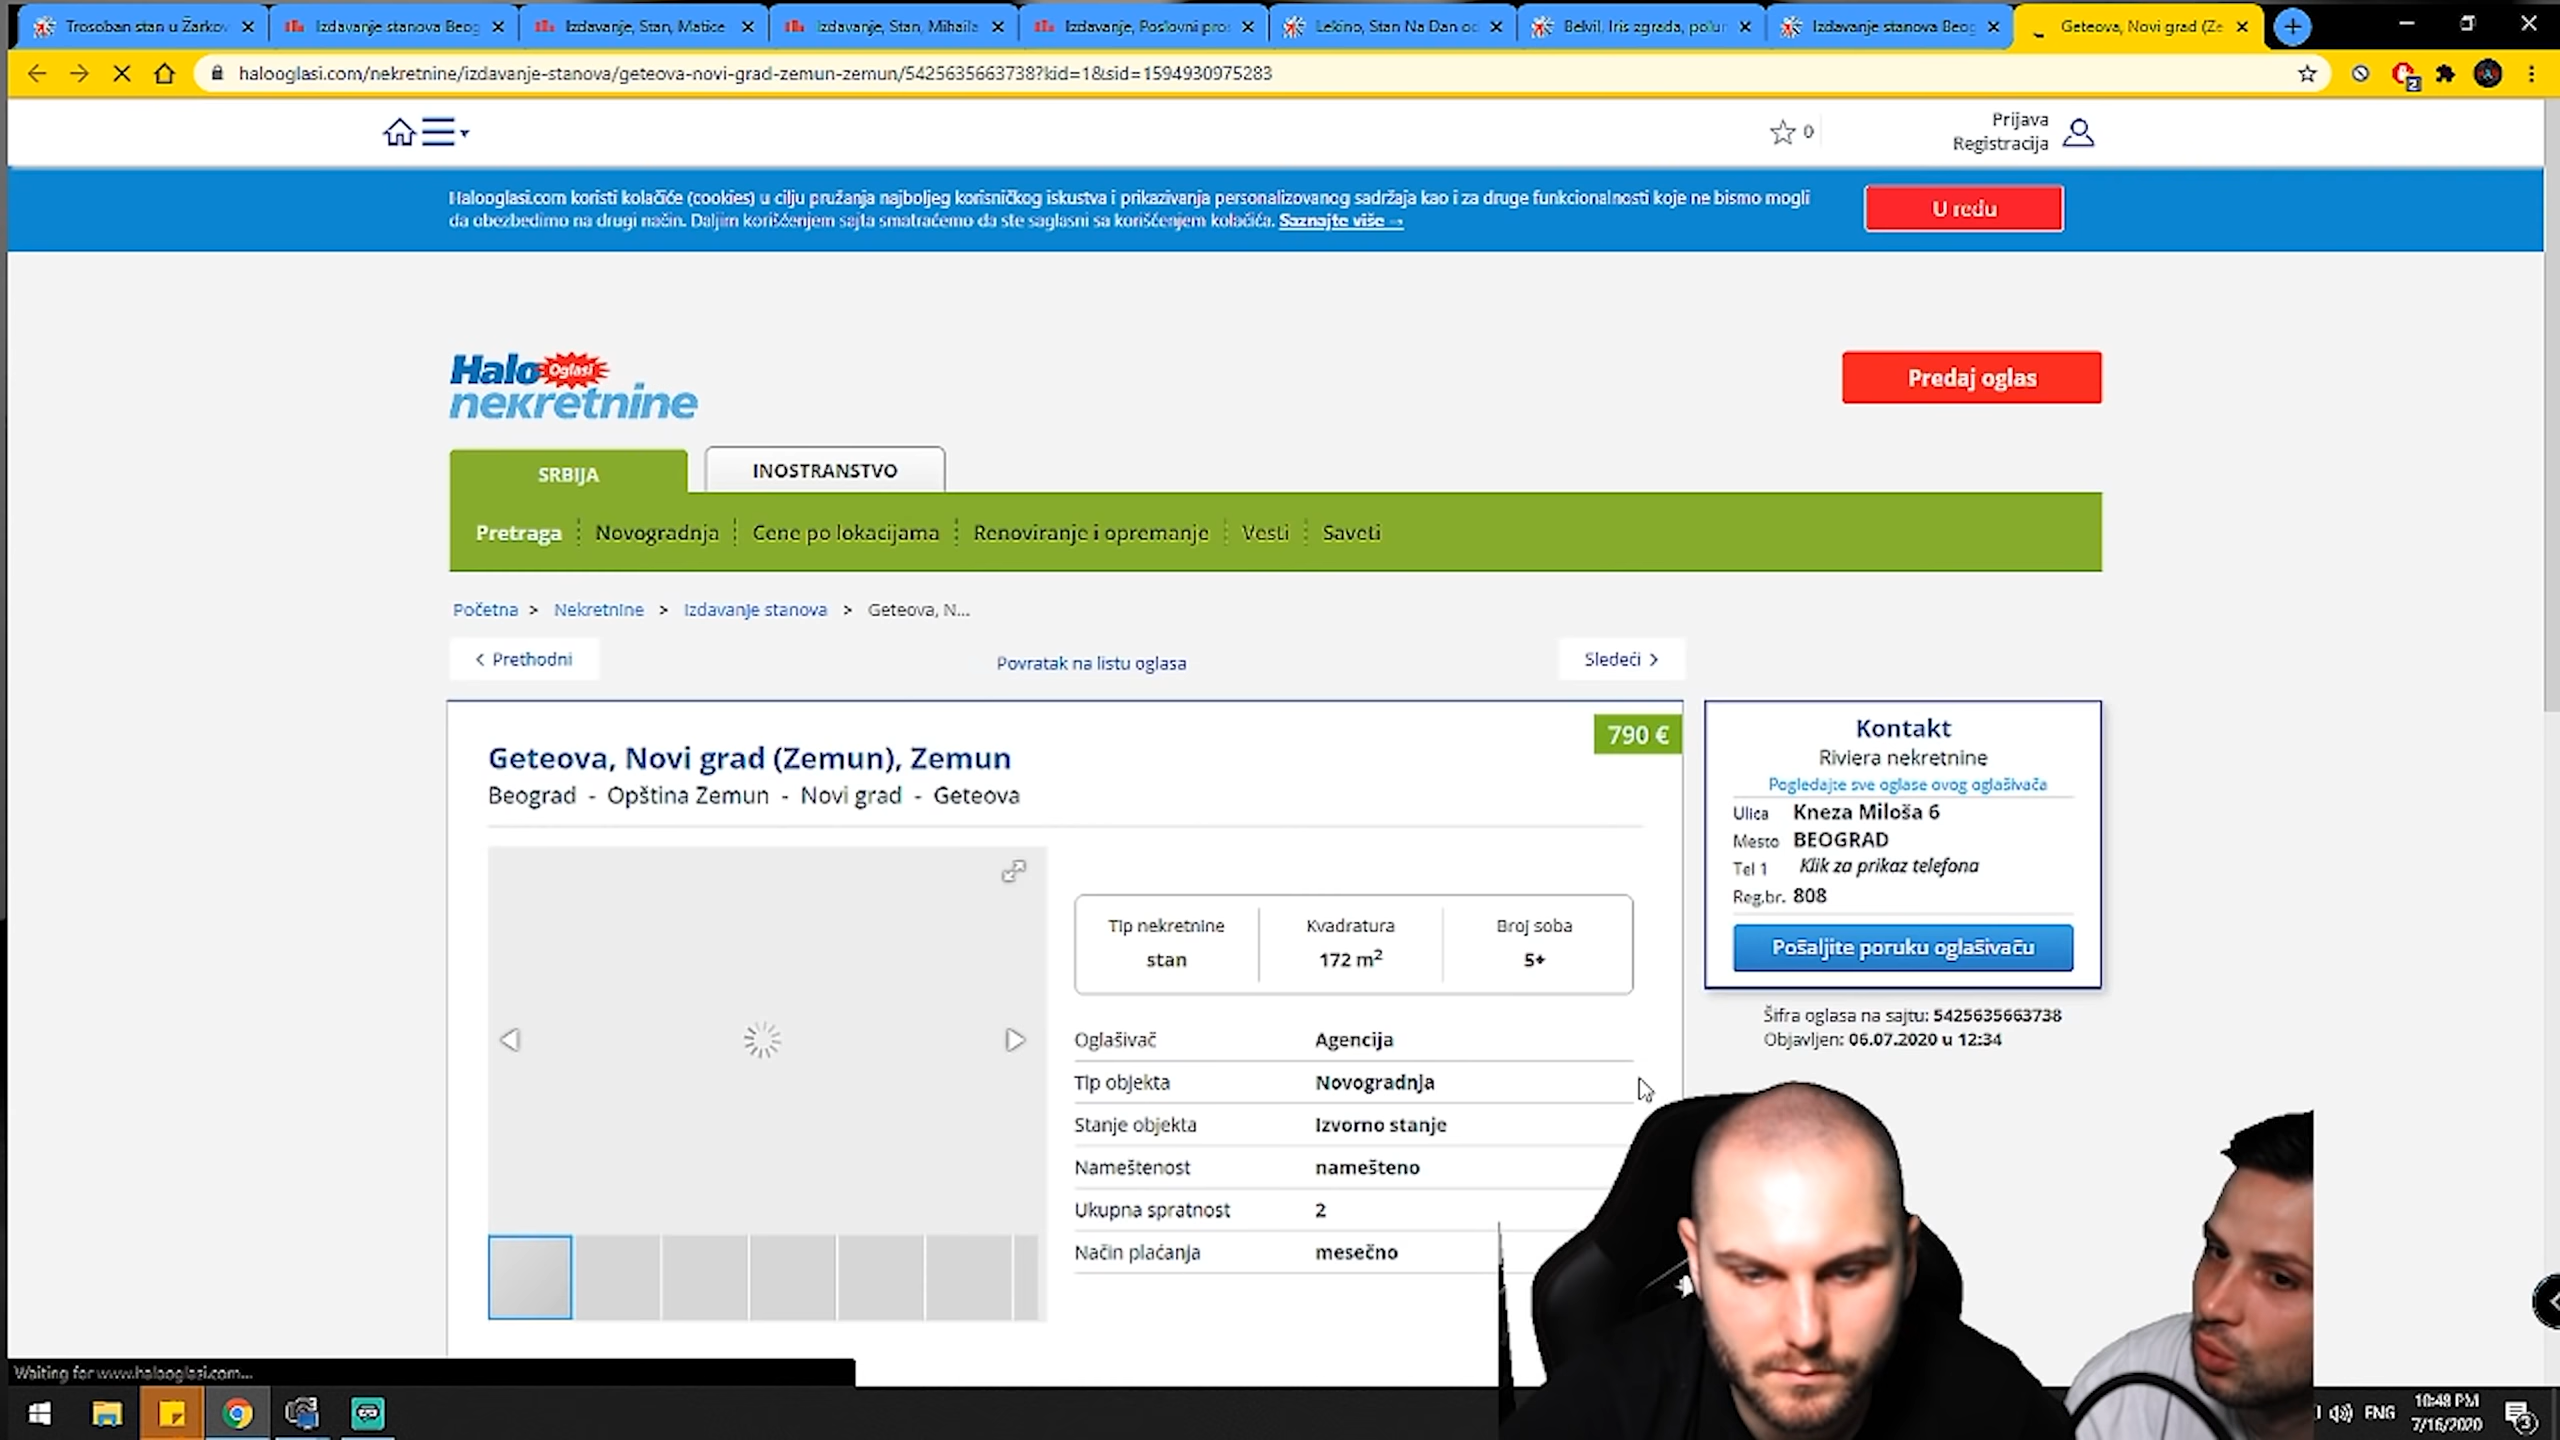 Trosoban stan u Žarkov
Izdavanje stanova Beog
Izdavanje, Stan, Matice
Izdavanje, Stan, Mihaila
Izdavanje, Poslovni pros
Lekino, Stan Na Dan od
Belvil, Iris zgrada, polun
Izdavanje stanova Beog
Geteova, Novi grad (Ze
halooglasi.com/nekretnine/izdavanje-stanova/geteova-novi-grad-zemun-zemun/5425635663738?kid=1&sid=1594930975283
2
0
Prijava
Registracija
Halooglasi.com koristi kolačiće (cookies) u cilju pružanja najboljeg korisničkog iskustva i prikazivanja personalizovanog sadržaja kao i za druge funkcionalnosti koje ne bismo mogli
da obezbedimo na drugi način. Daljim korišćenjem sajta smatraćemo da ste saglasni sa korišćenjem kolačića. Saznajte više →
U redu
Halo Oglasi
nekretnine
Predaj oglas
SRBIJA
INOSTRANSTVO
Pretraga
Novogradnja
Cene po lokacijama
Renoviranje i opremanje
Vesti
Saveti
Početna > Nekretnine > Izdavanje stanova > Geteova, N...
Prethodni
Povratak na listu oglasa
Sledeći
790 €
Geteova, Novi grad (Zemun), Zemun
Beograd - Opština Zemun - Novi grad - Geteova
Tip nekretnine
stan
Kvadratura
172 m²
Broj soba
5+
Oglašivač Agencija
Tip objekta Novogradnja
Stanje objekta Izvorno stanje
Nameštenost namešteno
Ukupna spratnost 2
Način plaćanja mesečno
Kontakt
Riviera nekretnine
Pogledajte sve oglase ovog oglašivača
Ulica Kneza Miloša 6
Mesto BEOGRAD
Tel 1 Klik za prikaz telefona
Reg.br. 808
Pošaljite poruku oglašivaču
Šifra oglasa na sajtu: 5425635663738
Objavljen: 06.07.2020 u 12:34
Waiting for www.halooglasi.com...
ENG
10:48 PM
7/16/2020
3